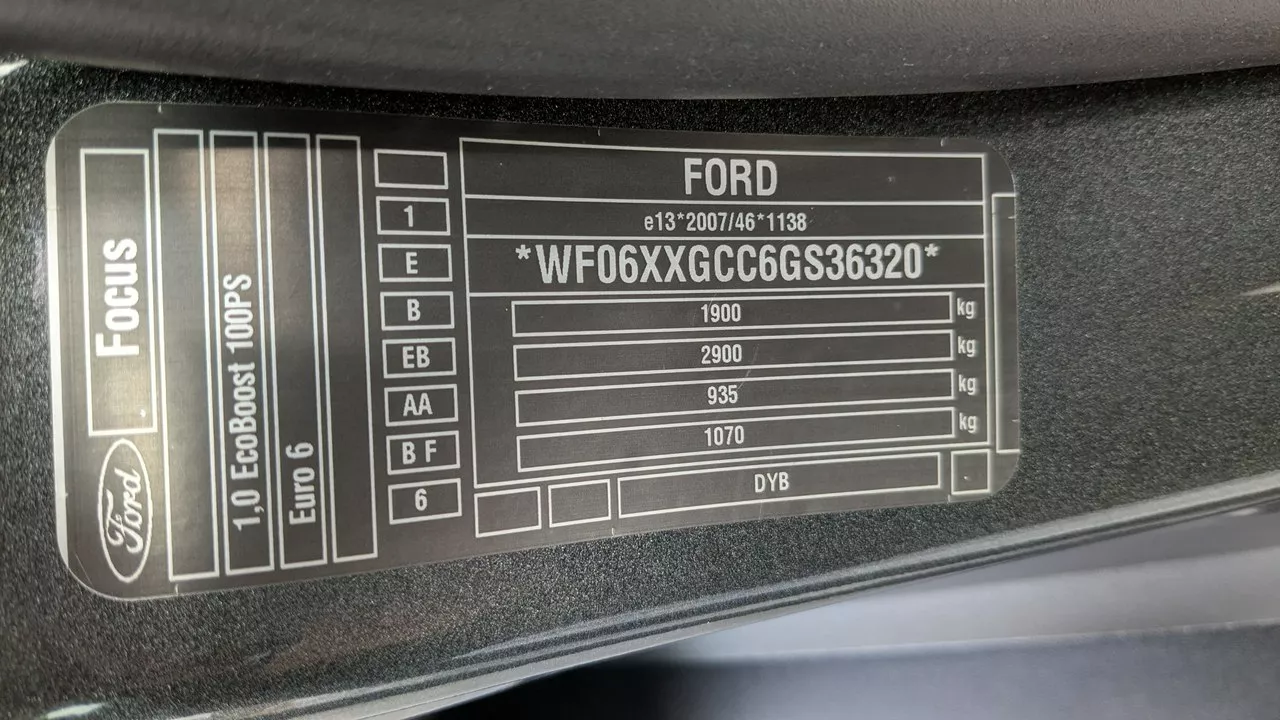 Focus
Ford
1,0 EcoBoost 100PS
Euro 6
1
E
B
EB
AA
B F
6
FORD
e13*2007/46*1138
*WF06XXGCC6GS36320*
1900 kg
2900 kg
935 kg
1070 kg
DYB